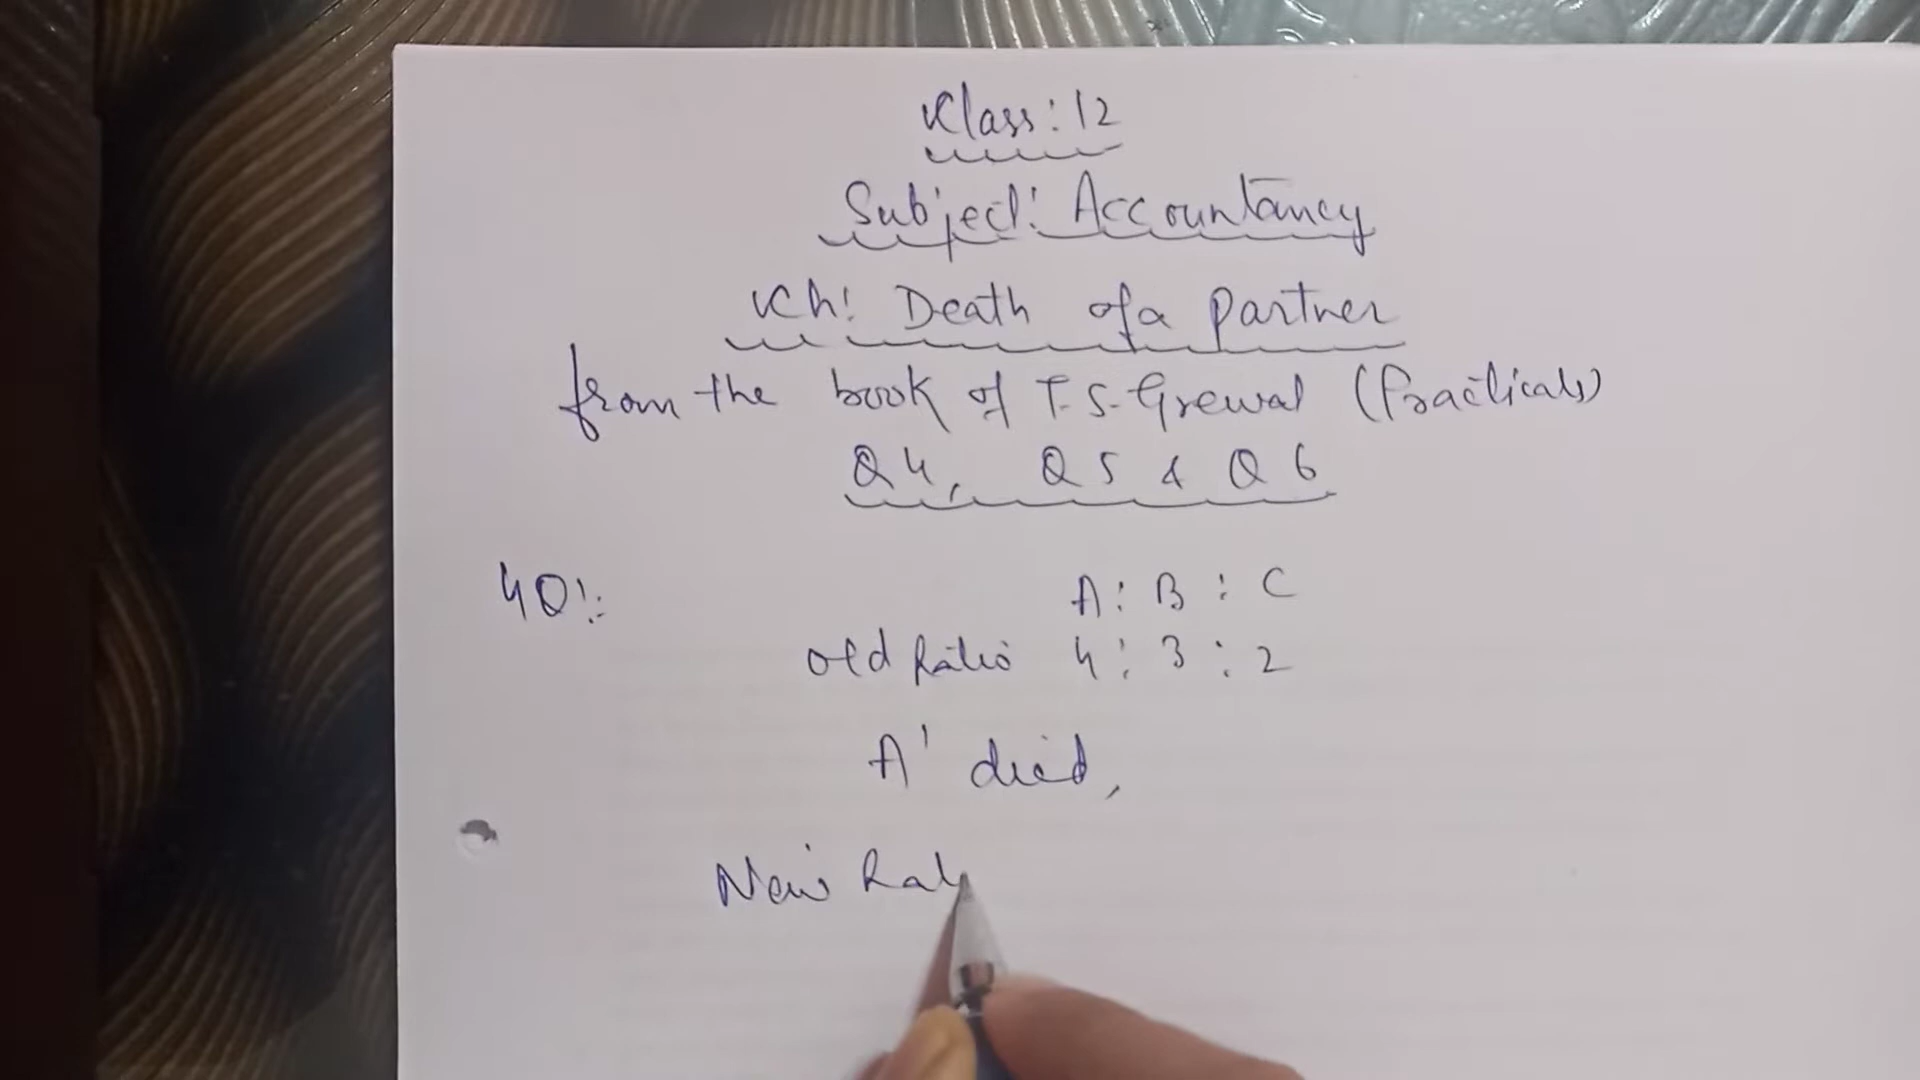 Class: 12
Subject: Accountancy
Ch: Death of a partner
from the book of T.S. Grewal (Practicals)
Q4, Q5 & Q6
4Q:-
A : B : C
Old Ratio 4 : 3 : 2
A' died,
New Rat